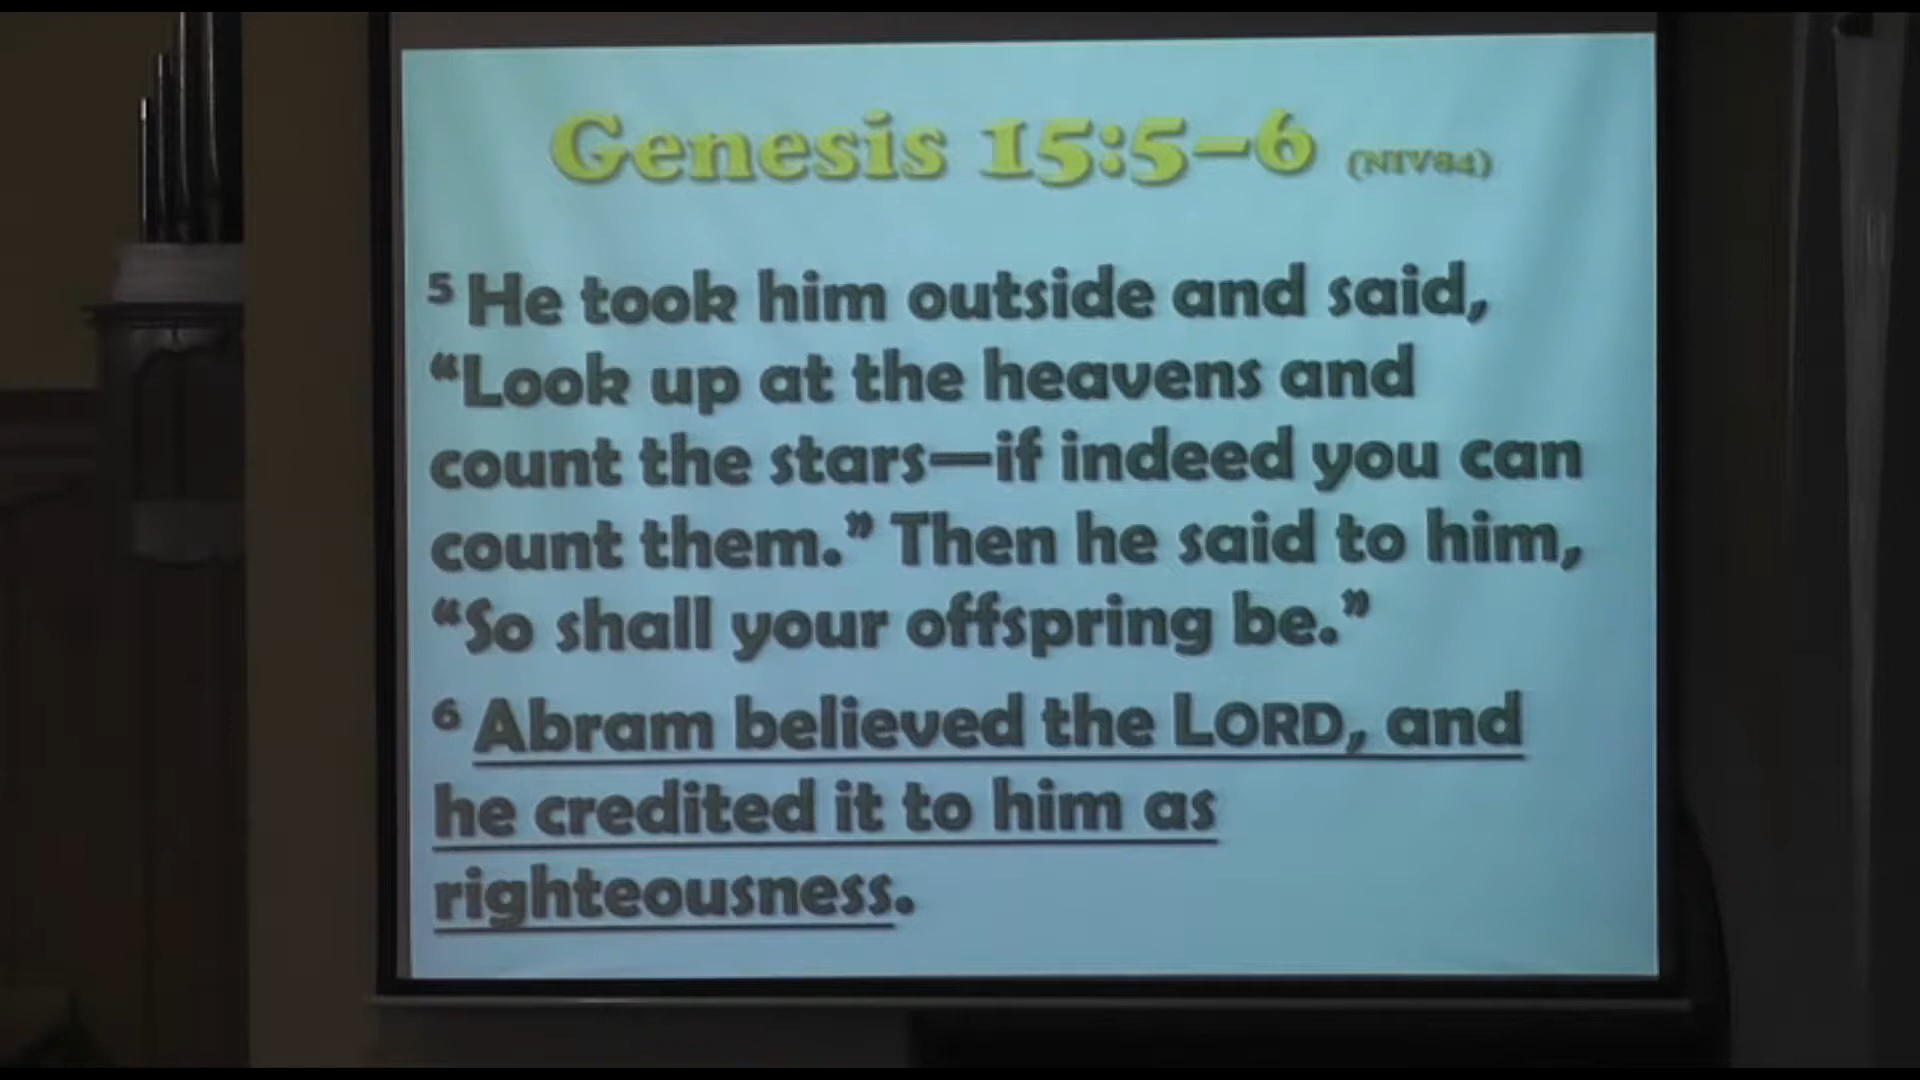 Genesis 15:5–6 (NIV84)
5 He took him outside and said,
“Look up at the heavens and
count the stars—if indeed you can
count them.” Then he said to him,
“So shall your offspring be.”
6 Abram believed the LORD, and
he credited it to him as
righteousness.